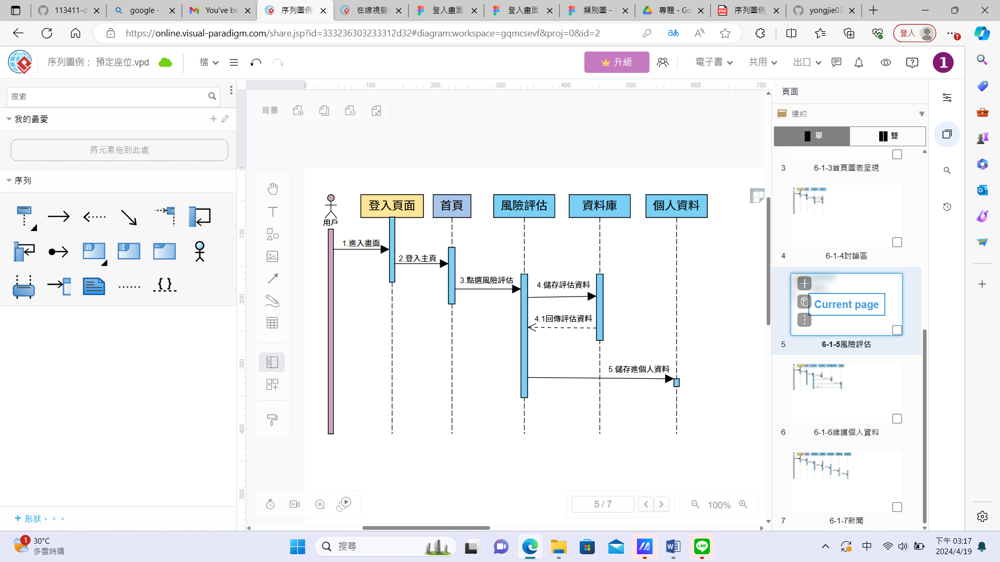 113411-d
google -
You've be
序列圖例:
在線視覺
登入畫面
登入畫面
類別圖 –
專題 - Go
序列圖例_
yongjie03
https://online.visual-paradigm.com/share.jsp?id=333236303233312d32#diagram:workspace=gqmcsevf&proj=0&id=2
登入
序列圖例： 預定座位.vpd
檔
升級
電子書
共用
出口
1
搜索
我的最愛
將元素拖到此處
序列
形狀。。。
背景
0 100 200 300 400 500 600 700
0
100
200
300
400
500
用戶
登入頁面
首頁
風險評估
資料庫
個人資料
1.進入畫面
2.登入主頁
3.點選風險評估
4.儲存評估資料
4.1回傳評估資料
5.儲存進個人資料
5 / 7
100%
頁面
違約
單
雙
3 6-1-3首頁圖表呈現
4 6-1-4討論區
Current page
5 6-1-5風險評估
6 6-1-6維護個人資料
7 6-1-7新聞
1
30°C
多雲時晴
搜尋
中
下午 03:17
2024/4/19